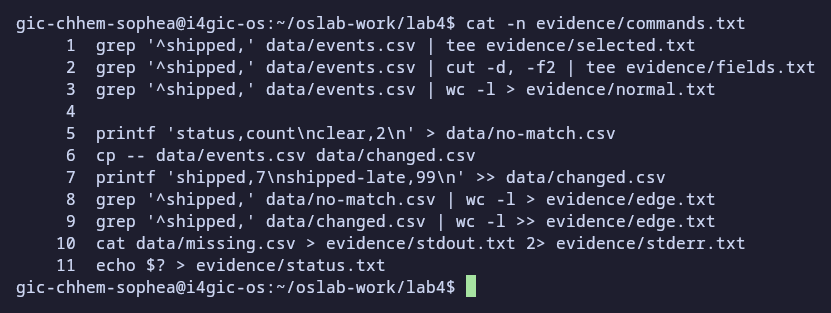 gic-chhem-sophea@i4gic-os:~/oslab-work/lab4$ cat -n evidence/commands.txt
     1  grep '^shipped,' data/events.csv | tee evidence/selected.txt
     2  grep '^shipped,' data/events.csv | cut -d, -f2 | tee evidence/fields.txt
     3  grep '^shipped,' data/events.csv | wc -l > evidence/normal.txt
     4
     5  printf 'status,count\nclear,2\n' > data/no-match.csv
     6  cp -- data/events.csv data/changed.csv
     7  printf 'shipped,7\nshipped-late,99\n' >> data/changed.csv
     8  grep '^shipped,' data/no-match.csv | wc -l > evidence/edge.txt
     9  grep '^shipped,' data/changed.csv | wc -l >> evidence/edge.txt
    10  cat data/missing.csv > evidence/stdout.txt 2> evidence/stderr.txt
    11  echo $? > evidence/status.txt
gic-chhem-sophea@i4gic-os:~/oslab-work/lab4$